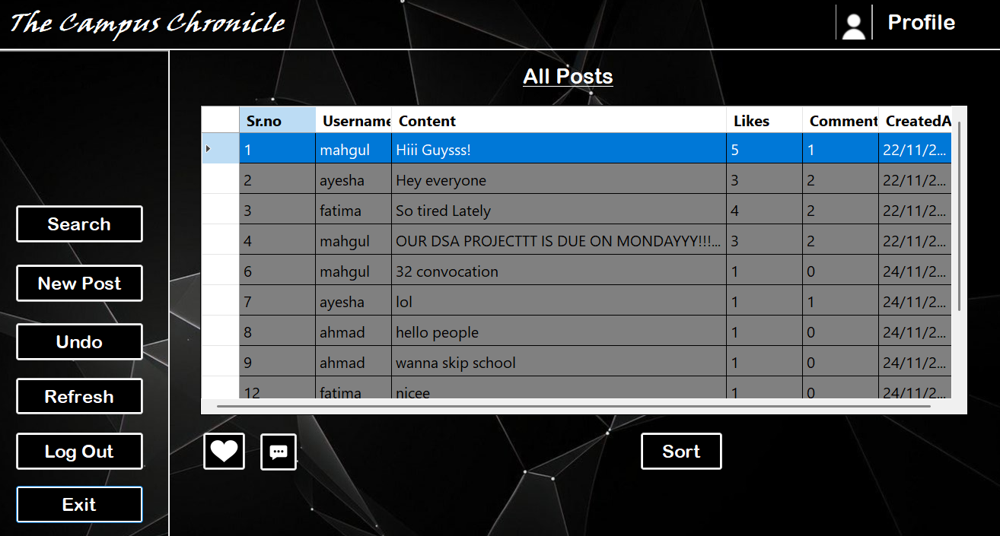 The Campus Chronicle
Profile
All Posts
Sr.no Username Content Likes Comment CreatedA
1 mahgul Hiii Guysss! 5 1 22/11/2...
2 ayesha Hey everyone 3 2 22/11/2...
3 fatima So tired Lately 4 2 22/11/2...
4 mahgul OUR DSA PROJECTTT IS DUE ON MONDAYYY!!!... 3 2 22/11/2...
6 mahgul 32 convocation 1 0 24/11/2...
7 ayesha lol 1 1 24/11/2...
8 ahmad hello people 1 0 24/11/2...
9 ahmad wanna skip school 1 0 24/11/2...
12 fatima nicee 1 0 24/11/2...
Search
New Post
Undo
Refresh
Log Out
Exit
Sort